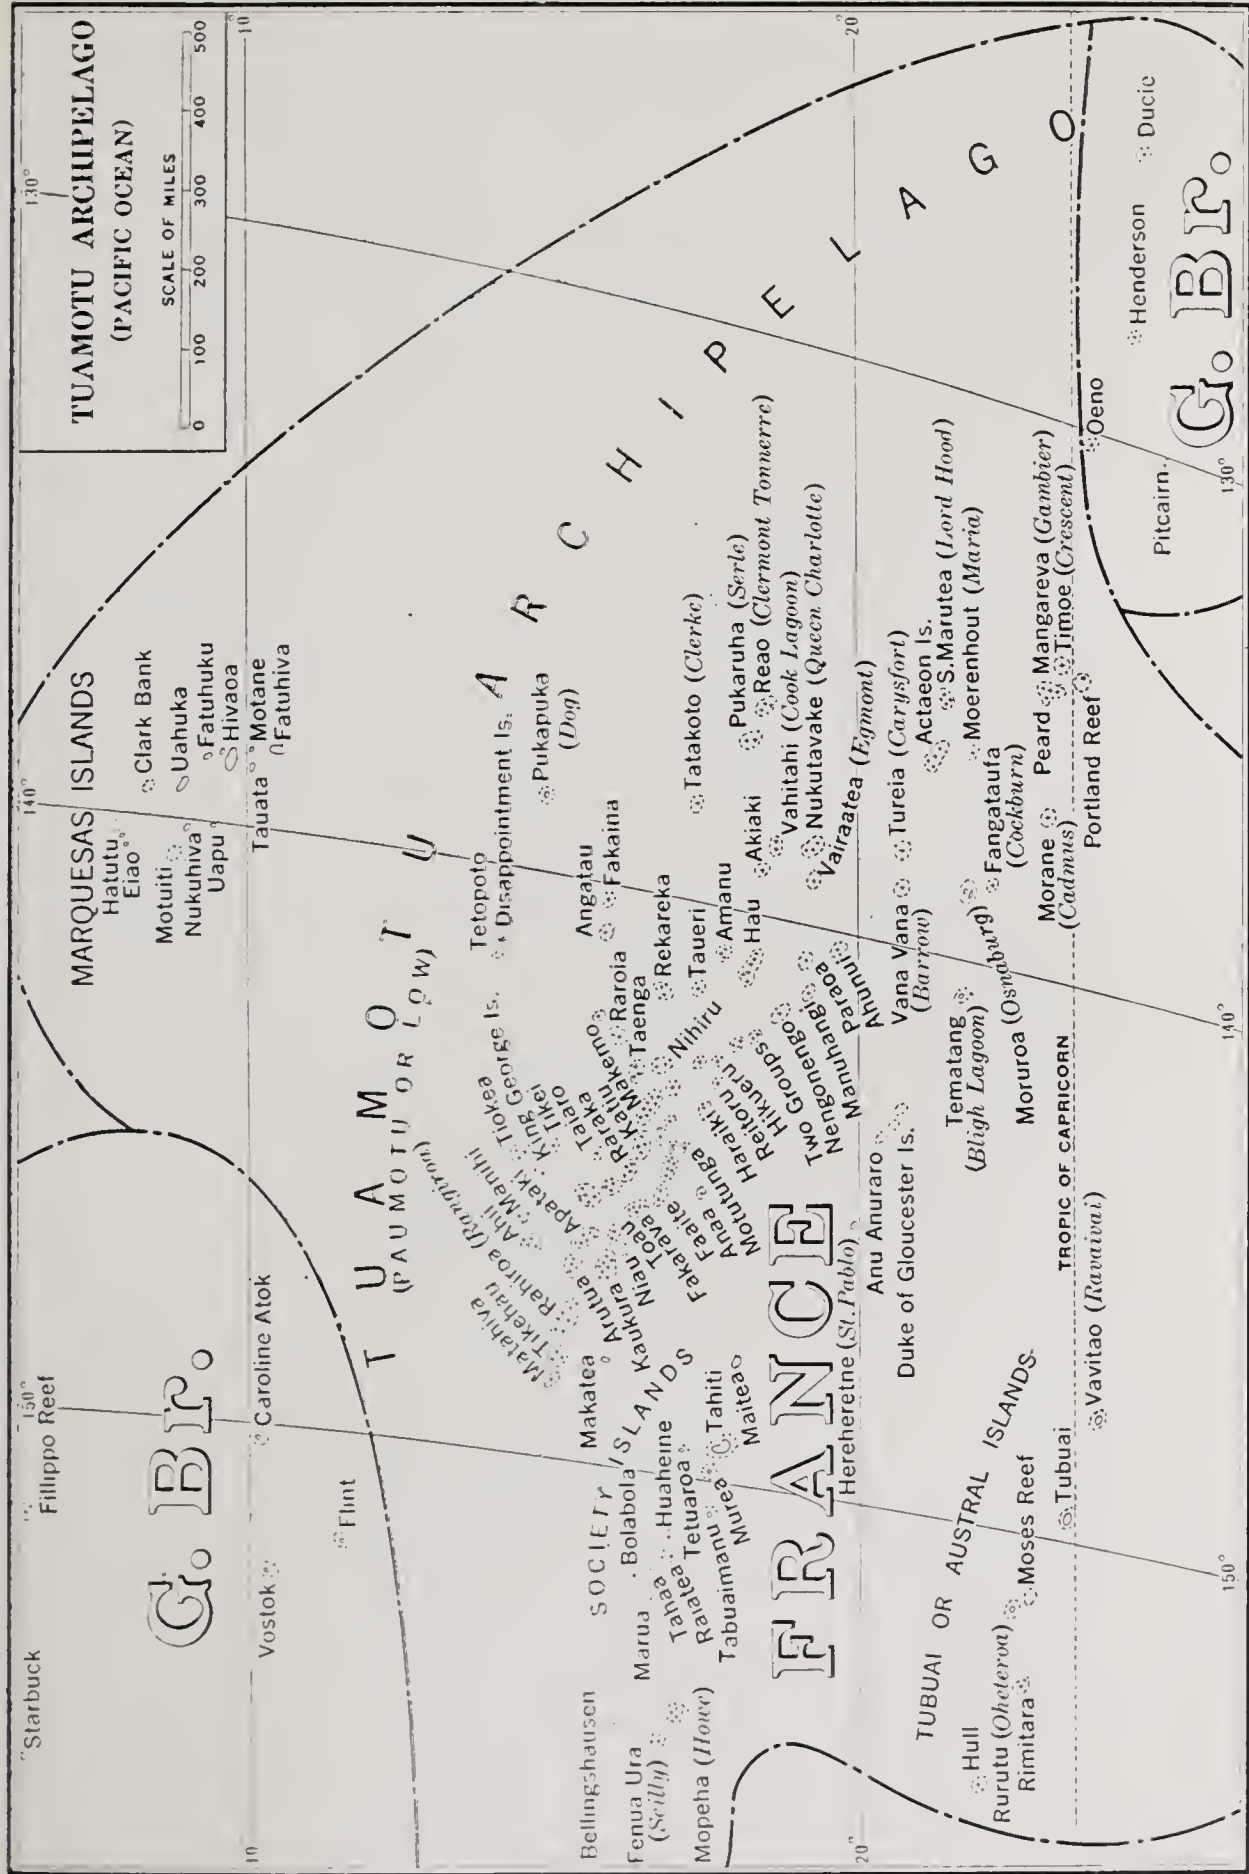 TUAMOTU ARCHIPELAGO
(PACIFIC OCEAN)
SCALE OF MILES
0 100 200 300 400 500
150°
140°
130°
Starbuck
Fillippo Reef
G. Br.
Vostok
Caroline Atok
Flint
10
10
MARQUESAS ISLANDS
Hatutu
Eiao
Clark Bank
Motuiti
Uahuka
Nukuhiva
Fatuhuku
Uapu
Hivaoa
Tauata
Motane
Fatuhiva
TUAMOTU ARCHIPELAGO
(PAUMOTU OR LOW)
Tetopoto
Disappointment Is.
Pukapuka
(Dog)
Tiokea
King George Is.
Tikei
Taiaro
Raraka
Katiu
Makemo
Raroia
Taenga
Nihiru
Angatau
Fakaina
Rekareka
Taueri
Tatakoto (Clerke)
Amanu
Hau
Akiaki
Pukaruha (Serle)
Reao (Clermont Tonnerre)
Vahitahi (Cook Lagoon)
Nukutavake (Queen Charlotte)
Vairaatea (Egmont)
Matahiva
Tikehau
Rahiroa (Rangiroa)
Ahii
Manihi
Apataki
Arutua
Kaukura
Niau
Toau
Fakarava
Faaite
Anaa
Motutunga
Haraiki
Reitoru
Hikueru
Two Groups
Nengonengo
Manuhangi
Paraoa
Ahunui
Makatea
SOCIETY ISLANDS
Bellingshausen
Fenua Ura
(Scilly)
Mopeha (Howe)
Marua
Bolabola
Tahaa
Huaheine
Raiatea
Tetuaroa
Tabuaimanu
Murea
Tahiti
Maitea
FRANCE
20°
20°
Hereheretne (St. Pablo)
Anu Anuraro
Duke of Gloucester Is.
Vana Vana
(Barrow)
Tureia (Carysfort)
Tematang
(Bligh Lagoon)
Moruroa (Osnaburg)
Actaeon Is.
S. Marutea (Lord Hood)
Moerenhout (Maria)
Fangataufa
(Cockburn)
Morane
(Cadmus)
Peard
Mangareva (Gambier)
Timoe (Crescent)
Portland Reef
TUBUAI OR AUSTRAL ISLANDS
Hull
Rurutu (Oheteroa)
Rimitara
Moses Reef
Tubuai
TROPIC OF CAPRICORN
Vavitao (Ravaivai)
Oeno
Henderson
Ducie
Pitcairn
G. Br.
150°
140°
130°